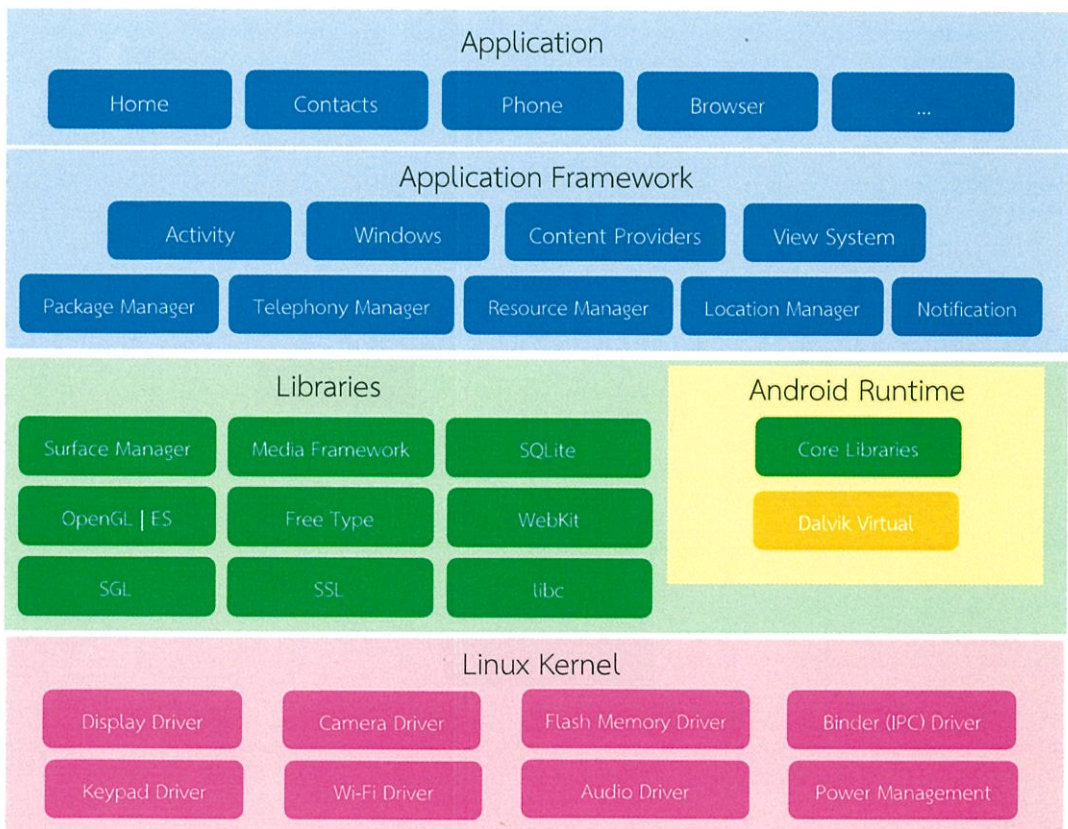 Application
Home Contacts Phone Browser ...
Application Framework
Activity Windows Content Providers View System
Package Manager Telephony Manager Resource Manager Location Manager Notification
Libraries
Surface Manager Media Framework SQLite
OpenGL | ES Free Type WebKit
SGL SSL libc
Android Runtime
Core Libraries
Dalvik Virtual
Linux Kernel
Display Driver Camera Driver Flash Memory Driver Binder (IPC) Driver
Keypad Driver Wi-Fi Driver Audio Driver Power Management